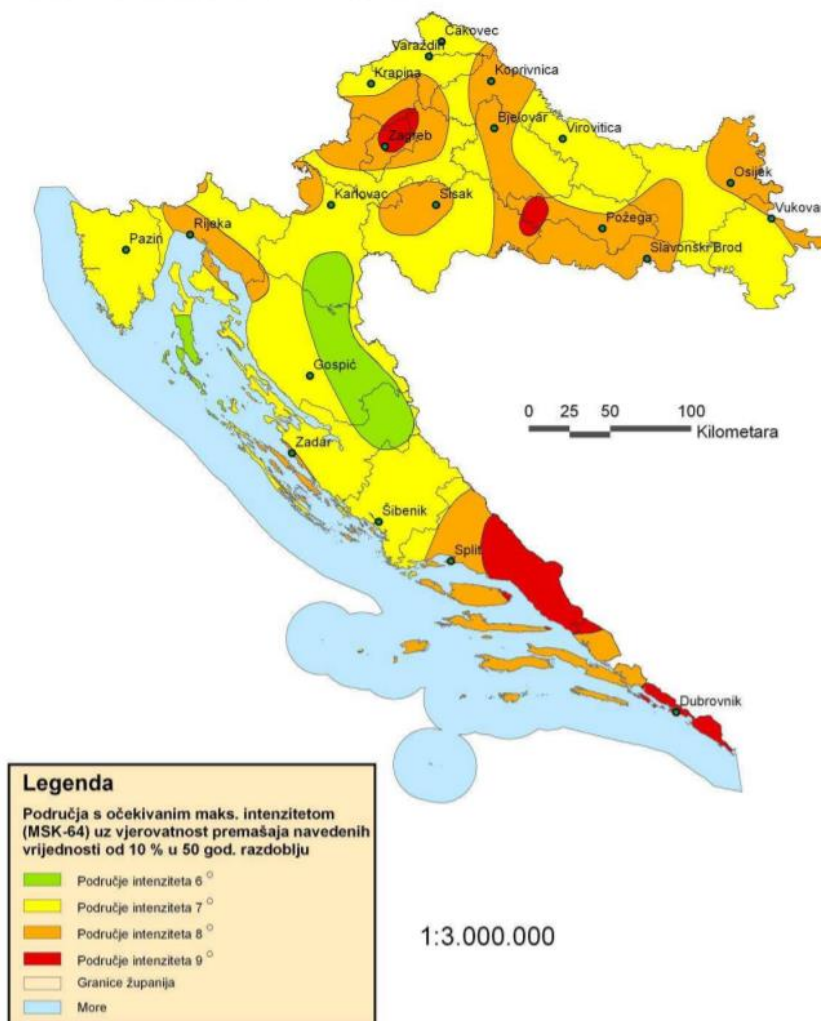 Čakovec
Varaždin
Krapina
Koprivnica
Bjelovar
Virovitica
Zagreb
Osijek
Karlovac
Sisak
Vukovar
Požega
Rijeka
Pazin
Slavonski Brod
Gospić
0 25 50 100
Kilometara
Zadar
Šibenik
Split
Dubrovnik
Legenda
Područja s očekivanim maks. intenzitetom
(MSK-64) uz vjerovatnost premašaja navedenih
vrijednosti od 10 % u 50 god. razdoblju
Područje intenziteta 6 °
Područje intenziteta 7 °
Područje intenziteta 8 °
Područje intenziteta 9 °
Granice županija
More
1:3.000.000